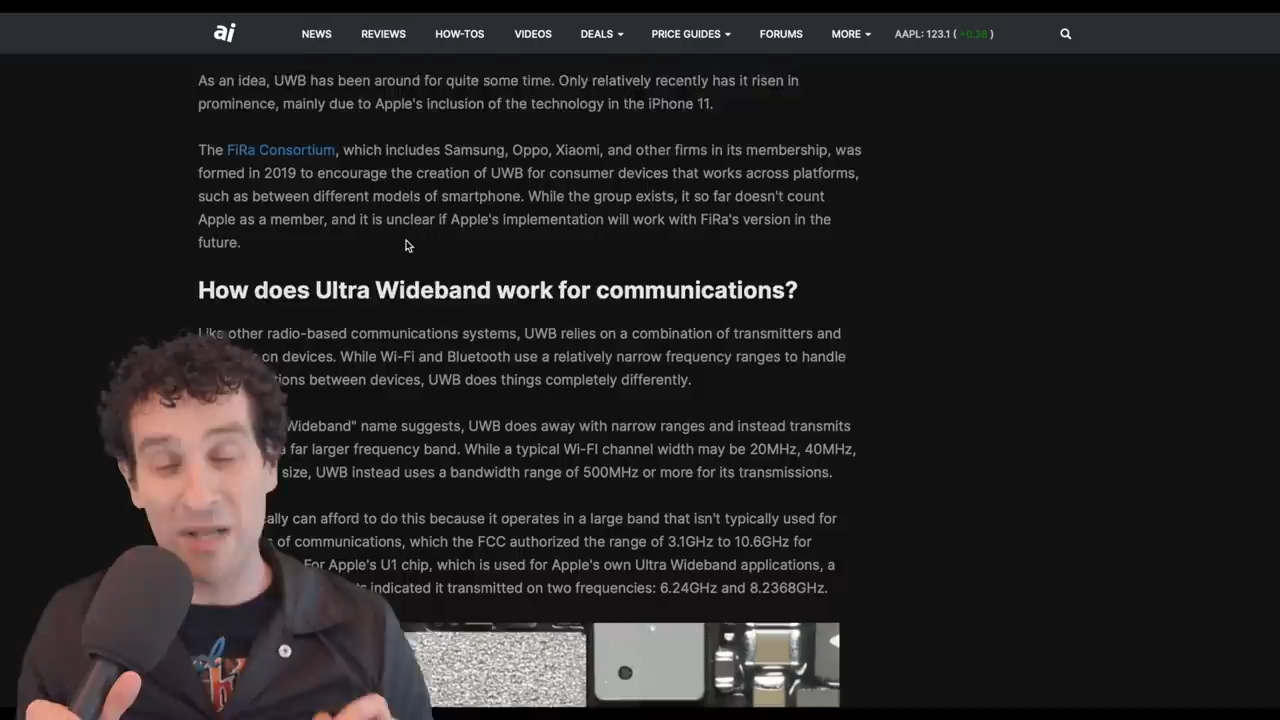 ai
NEWS REVIEWS HOW-TOS VIDEOS DEALS PRICE GUIDES FORUMS MORE AAPL: 123.1 ( +0.38 )
As an idea, UWB has been around for quite some time. Only relatively recently has it risen in
prominence, mainly due to Apple's inclusion of the technology in the iPhone 11.
The FiRa Consortium, which includes Samsung, Oppo, Xiaomi, and other firms in its membership, was
formed in 2019 to encourage the creation of UWB for consumer devices that works across platforms,
such as between different models of smartphone. While the group exists, it so far doesn't count
Apple as a member, and it is unclear if Apple's implementation will work with FiRa's version in the
future.
How does Ultra Wideband work for communications?
Like other radio-based communications systems, UWB relies on a combination of transmitters and
on devices. While Wi-Fi and Bluetooth use a relatively narrow frequency ranges to handle
between devices, UWB does things completely differently.
Wideband" name suggests, UWB does away with narrow ranges and instead transmits
a far larger frequency band. While a typical Wi-FI channel width may be 20MHz, 40MHz,
size, UWB instead uses a bandwidth range of 500MHz or more for its transmissions.
can afford to do this because it operates in a large band that isn't typically used for
of communications, which the FCC authorized the range of 3.1GHz to 10.6GHz for
For Apple's U1 chip, which is used for Apple's own Ultra Wideband applications, a
indicated it transmitted on two frequencies: 6.24GHz and 8.2368GHz.